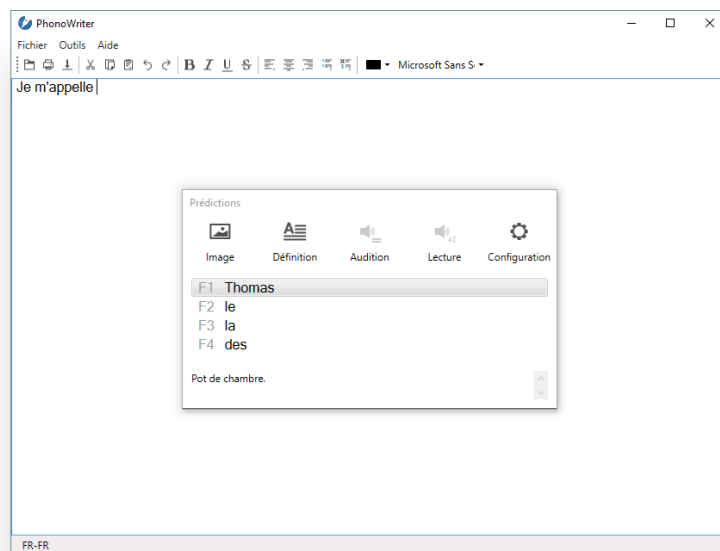 PhonoWriter
Fichier Outils Aide
B I U S Microsoft Sans S
Je m'appelle
Prédictions
Image Définition Audition Lecture Configuration
F1 Thomas
F2 le
F3 la
F4 des
Pot de chambre.
FR-FR